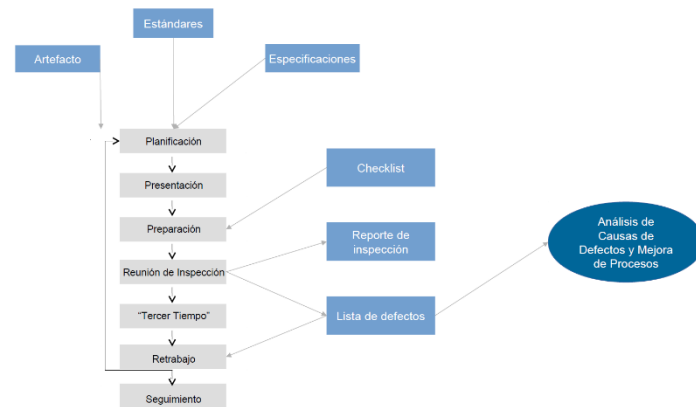 Estándares
Artefacto
Especificaciones
Planificación
Presentación
Checklist
Preparación
Reporte de
inspección
Análisis de
Causas de
Defectos y Mejora
de Procesos
Reunión de Inspección
"Tercer Tiempo"
Lista de defectos
Retrabajo
Seguimiento